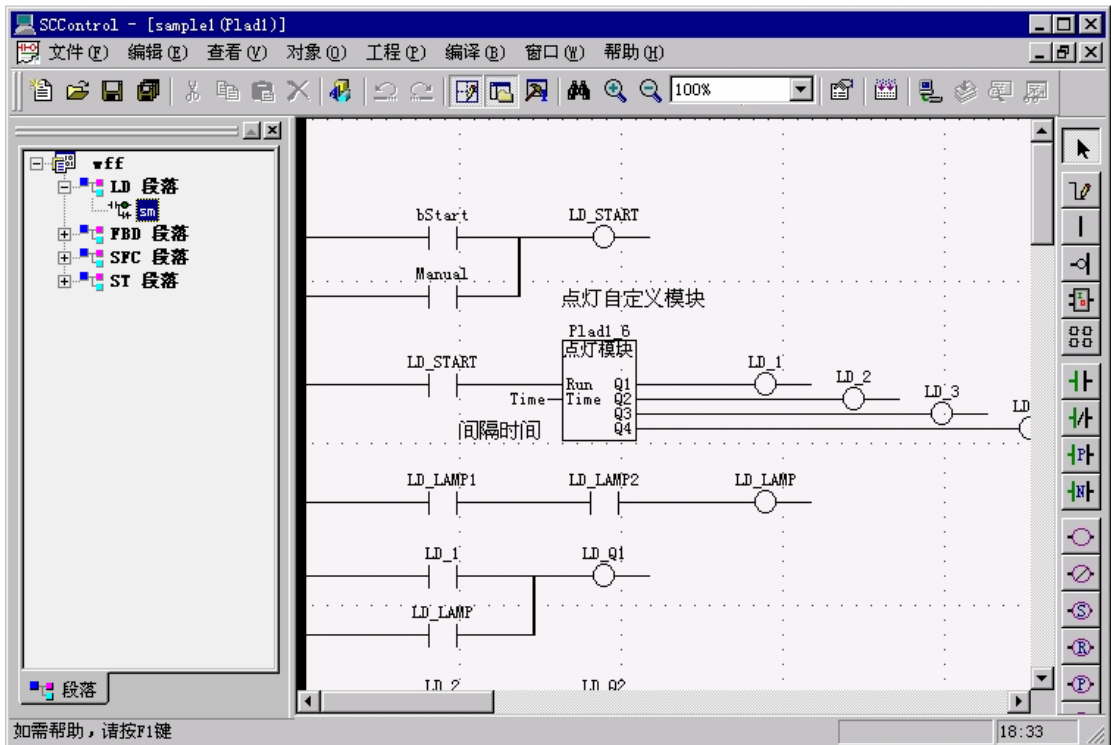 SCControl - [sample1(Plad1)]
文件(F) 编辑(E) 查看(V) 对象(O) 工程(P) 编译(B) 窗口(W) 帮助(H)
100%
wff
LD 段落
sm
FBD 段落
SFC 段落
ST 段落
段落
bStart LD_START
Manual
点灯自定义模块
Plad1_6
点灯模块
LD_START LD_1 LD_2 LD_3 LD
Run Q1
Time Time Q2
Q3
间隔时间 Q4
LD_LAMP1 LD_LAMP2 LD_LAMP
LD_1 LD_Q1
LD_LAMP
LD_2 LD_Q2
P
N
S
R
P
如需帮助，请按F1键 18:33